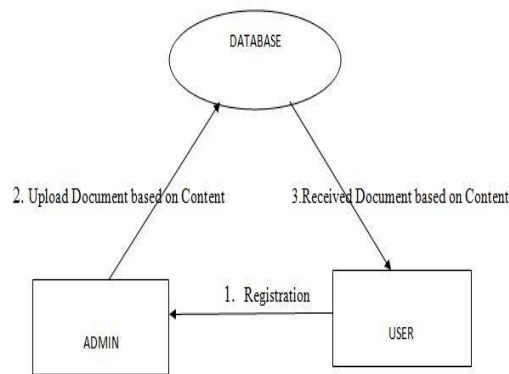 DATABASE
2. Upload Document based on Content
3.Received Document based on Content
1. Registration
ADMIN
USER